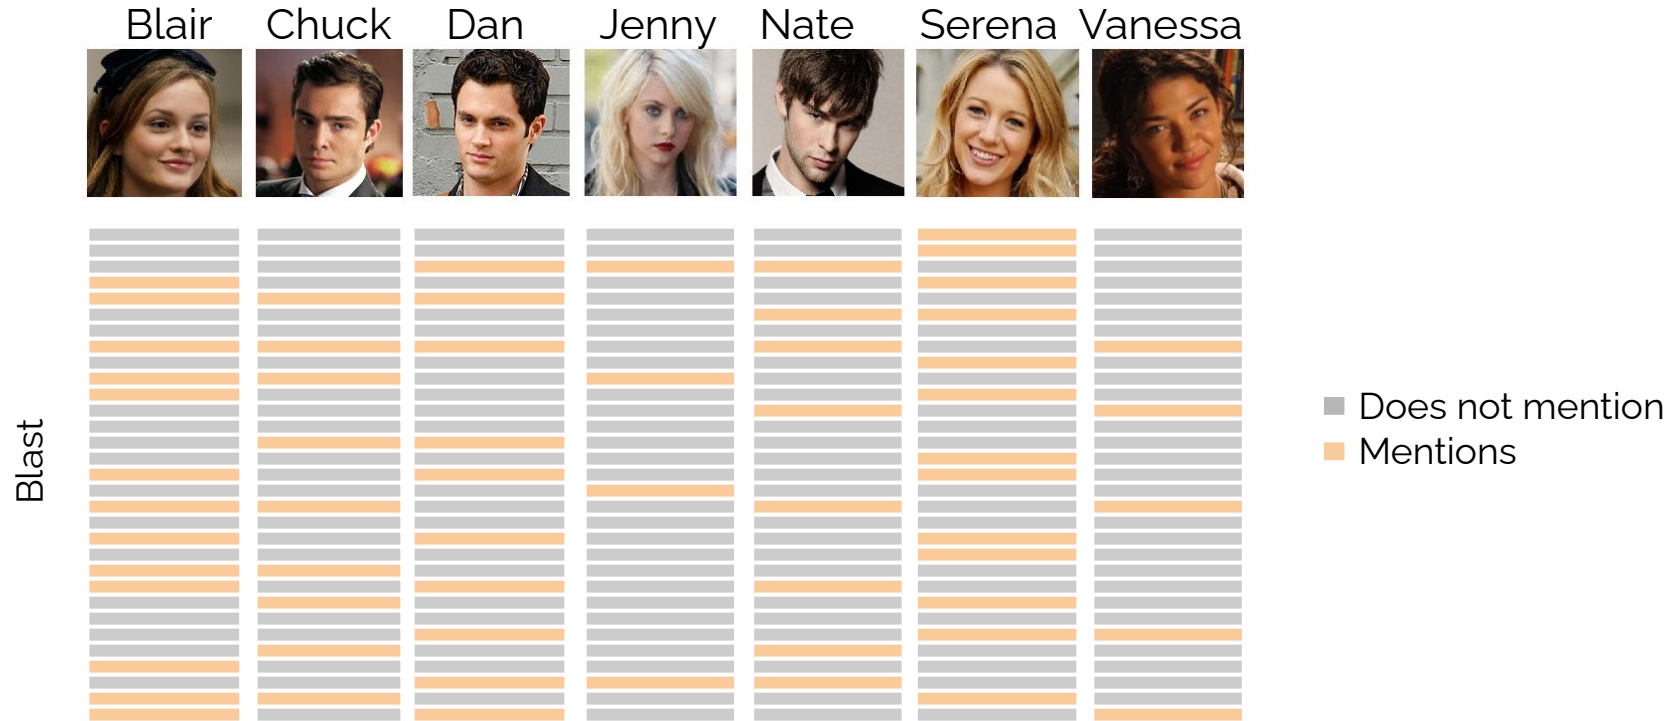 Blair Chuck Dan Jenny Nate Serena Vanessa
Blast
Does not mention
Mentions